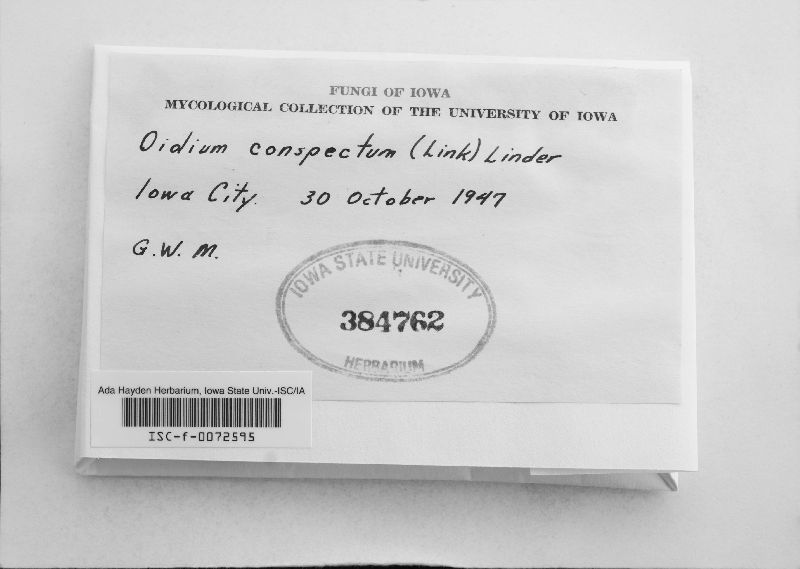 FUNGI OF IOWA
MYCOLOGICAL COLLECTION OF THE UNIVERSITY OF IOWA
Oidium conspectum (Link) Linder
Iowa City. 30 October 1947
G.W. M.
IOWA STATE UNIVERSITY
384762
HERBARIUM
Ada Hayden Herbarium, Iowa State Univ.-ISC/IA
ISC-f-0072595